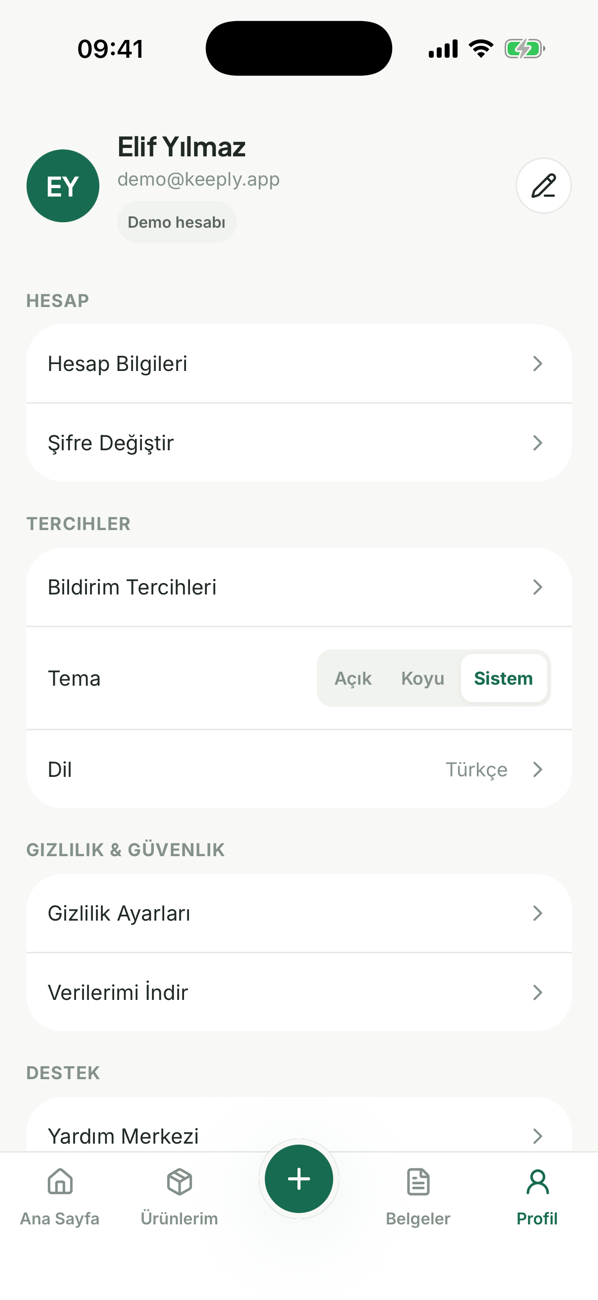 09:41
Elif Yılmaz
EY
demo@keeply.app
Demo hesabı
HESAP
Hesap Bilgileri
Şifre Değiştir
TERCIHLER
Bildirim Tercihleri
Tema
Açık
Koyu
Sistem
Dil
Türkçe
GIZLILIK & GÜVENLIK
Gizlilik Ayarları
Verilerimi İndir
DESTEK
Yardım Merkezi
Ana Sayfa
Ürünlerim
Belgeler
Profil